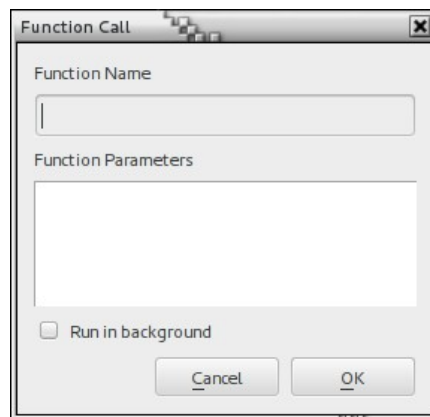 Function Call
Function Name
Function Parameters
Run in background
Cancel
OK